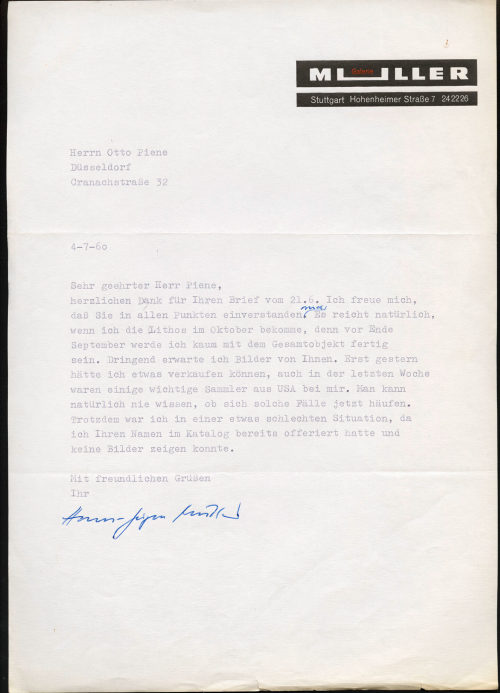 MÜLLER
Galerie
Stuttgart Hohenheimer Straße 7 242226
Herrn Otto Piene
Düsseldorf
Cranachstraße 32
4-7-60
Sehr geehrter Herr Piene,
herzlichen Dank für Ihren Brief vom 21.6. Ich freue mich,
sind
daß Sie in allen Punkten einverstanden. Es reicht natürlich,
wenn ich die Lithos im Oktober bekomme, denn vor Ende
September werde ich kaum mit dem Gesamtobjekt fertig
sein. Dringend erwarte ich Bilder von Ihnen. Erst gestern
hätte ich etwas verkaufen können, auch in der letzten Woche
waren einige wichtige Sammler aus USA bei mir. Man kann
natürlich nie wissen, ob sich solche Fälle jetzt häufen.
Trotzdem war ich in einer etwas schlechten Situation, da
ich Ihren Namen im Katalog bereits offeriert hatte und
keine Bilder zeigen konnte.
Mit freundlichen Grüßen
Ihr
Hans-Jürgen Müller